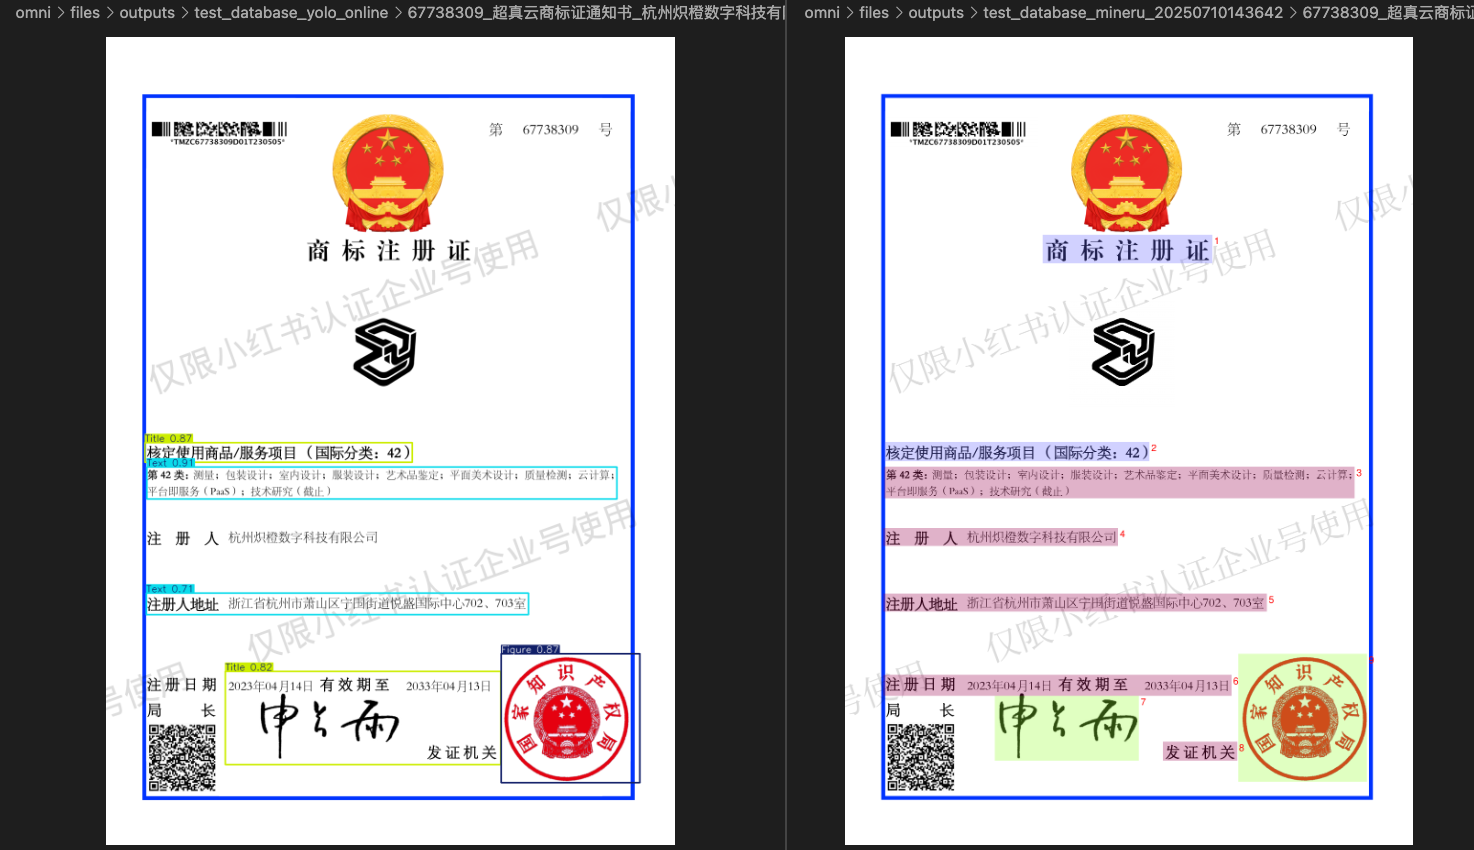 omni > files > outputs > test_database_yolo_online > 67738309_超真云商标证通知书_杭州炽橙数字科技有
*TMZC67738309D01T230505*
第 67738309 号
商标注册证
仅限小红书认证企业号使用
仅限小
Title 0.87
核定使用商品/服务项目（国际分类：42）
Text 0.91
第 42 类：测量；包装设计；室内设计；服装设计；艺术品鉴定；平面美术设计；质量检测；云计算；
平台即服务（PaaS）；技术研究（截止）
注册人 杭州炽橙数字科技有限公司
仅限小红书认证企业号使用
Text 0.71
注册人地址 浙江省杭州市萧山区宁围街道悦盛国际中心702、703室
Figure 0.87
Title 0.82
号使用
注册日期 2023年04月14日 有效期至 2033年04月13日
局长 申长雨
发证机关
国家知识产权局
omni > files > outputs > test_database_mineru_20250710143642 > 67738309_超真云商标证
*TMZC67738309D01T230505*
第 67738309 号
商标注册证 1
仅限小红书认证企业号使用
仅限小
核定使用商品/服务项目（国际分类：42） 2
第 42 类：测量；包装设计；室内设计；服装设计；艺术品鉴定；平面美术设计；质量检测；云计算； 3
平台即服务（PaaS）；技术研究（截止）
注册人 杭州炽橙数字科技有限公司 4
仅限小红书认证企业号使用
注册人地址 浙江省杭州市萧山区宁围街道悦盛国际中心702、703室 5
号使用
注册日期 2023年04月14日 有效期至 2033年04月13日 6
局长 申长雨 7
发证机关 8
国家知识产权局